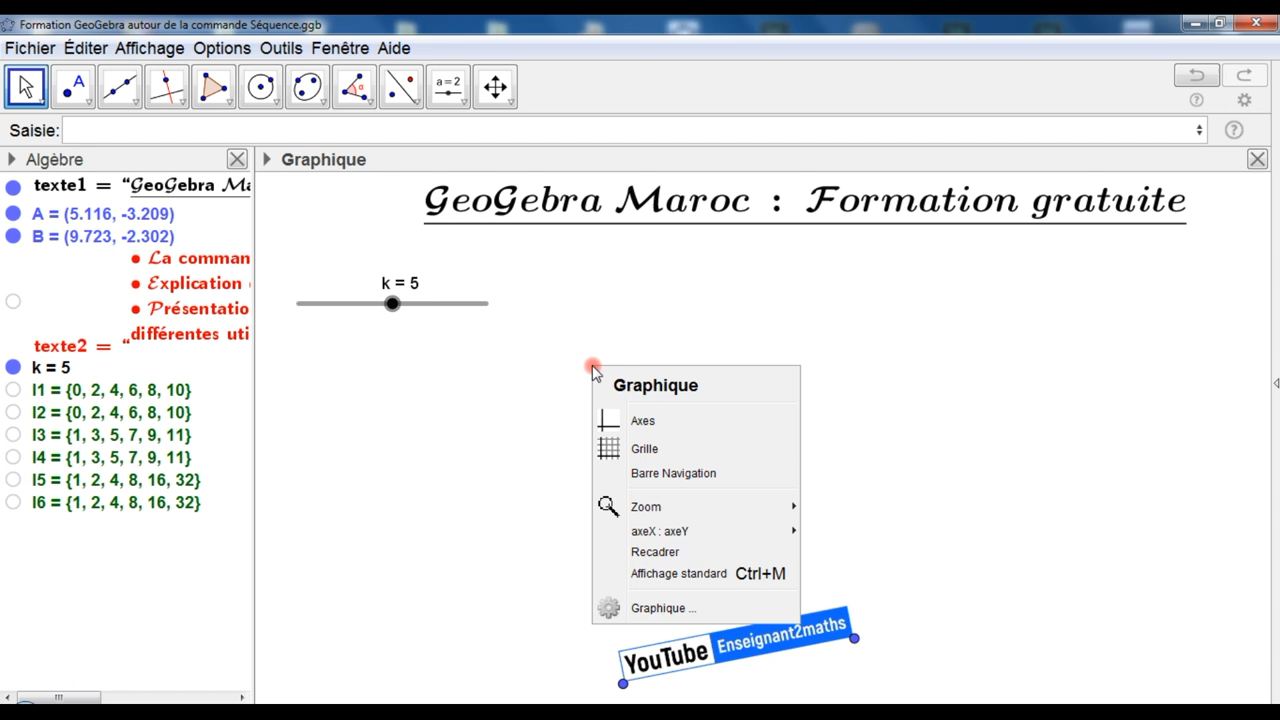 Formation GeoGebra autour de la commande Séquence.ggb
Fichier Éditer Affichage Options Outils Fenêtre Aide
A
α
a=2
Saisie:
Algèbre
Graphique
texte1 = “GeoGebra Ma
A = (5.116, -3.209)
B = (9.723, -2.302)
• La comman
• Explication
• Présentatio
différentes uti
texte2 = “
k = 5
l1 = {0, 2, 4, 6, 8, 10}
l2 = {0, 2, 4, 6, 8, 10}
l3 = {1, 3, 5, 7, 9, 11}
l4 = {1, 3, 5, 7, 9, 11}
l5 = {1, 2, 4, 8, 16, 32}
l6 = {1, 2, 4, 8, 16, 32}
GeoGebra Maroc : Formation gratuite
k = 5
Graphique
Axes
Grille
Barre Navigation
Zoom
axeX : axeY
Recadrer
Affichage standard Ctrl+M
Graphique ...
YouTube Enseignant2maths